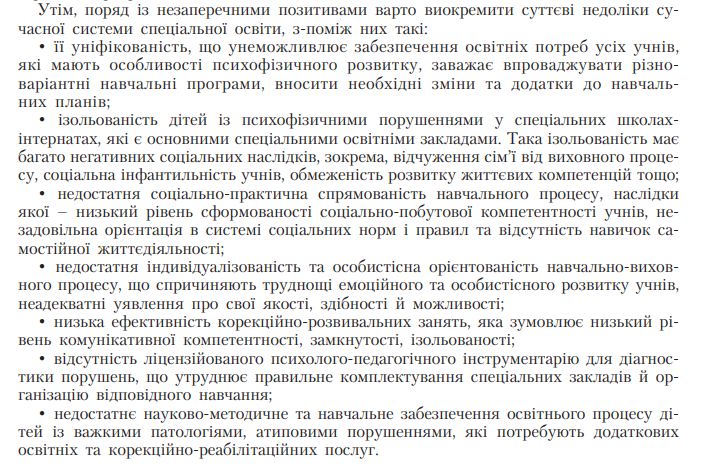 Утім, поряд із незаперечними позитивами варто виокремити суттєві недоліки су-
часної системи спеціальної освіти, з-поміж них такі:
• її уніфікованість, що унеможливлює забезпечення освітніх потреб усіх учнів,
які мають особливості психофізичного розвитку, заважає впроваджувати різно-
варіантні навчальні програми, вносити необхідні зміни та додатки до навчаль-
них планів;
• ізольованість дітей із психофізичними порушеннями у спеціальних школах-
інтернатах, які є основними спеціальними освітніми закладами. Така ізольованість має
багато негативних соціальних наслідків, зокрема, відчуження сім’ї від виховного проце-
су, соціальна інфантильність учнів, обмеженість розвитку життєвих компетенцій тощо;
• недостатня соціально-практична спрямованість навчального процесу, наслідки
якої – низький рівень сформованості соціально-побутової компетентності учнів, не-
задовільна орієнтація в системі соціальних норм і правил та відсутність навичок са-
мостійної життєдіяльності;
• недостатня індивідуалізованість та особистісна орієнтованість навчально-вихов-
ного процесу, що спричиняють труднощі емоційного та особистісного розвитку учнів,
неадекватні уявлення про свої якості, здібності й можливості;
• низька ефективність корекційно-розвивальних занять, яка зумовлює низький рі-
вень комунікативної компетентності, замкнутості, ізольованості;
• відсутність ліцензійованого психолого-педагогічного інструментарію для діагнос-
тики порушень, що утруднює правильне комплектування спеціальних закладів й ор-
ганізацію відповідного навчання;
• недостатнє науково-методичне та навчальне забезпечення освітнього процесу ді-
тей із важкими патологіями, атиповими порушеннями, які потребують додаткових
освітніх та корекційно-реабілітаційних послуг.